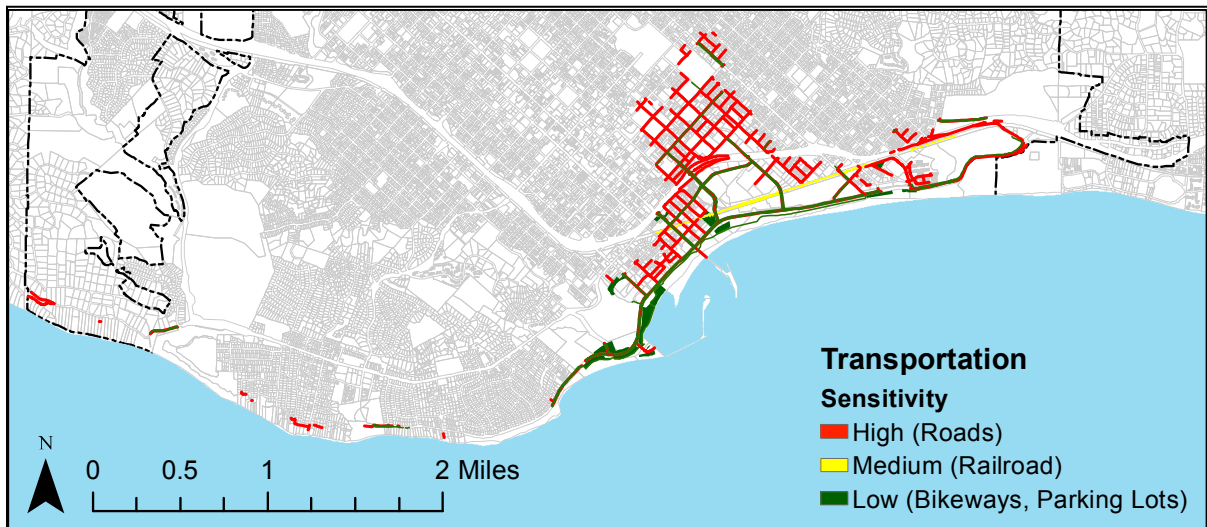 Transportation
Sensitivity
High (Roads)
Medium (Railroad)
Low (Bikeways, Parking Lots)
N
0 0.5 1 2 Miles